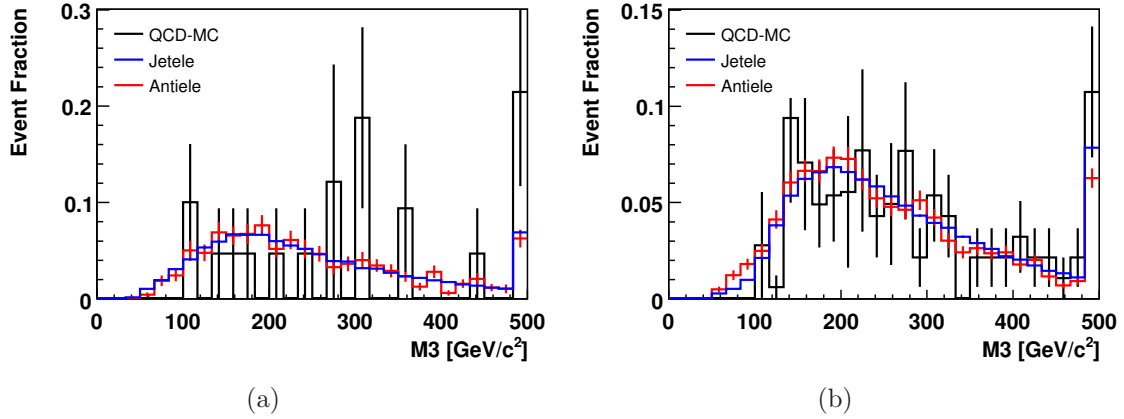 Event Fraction
0.3
0.2
0.1
0
QCD-MC
Jetele
Antiele
0 100 200 300 400 500
M3 [GeV/c²]
(a)
Event Fraction
0.15
0.1
0.05
0
QCD-MC
Jetele
Antiele
0 100 200 300 400 500
M3 [GeV/c²]
(b)